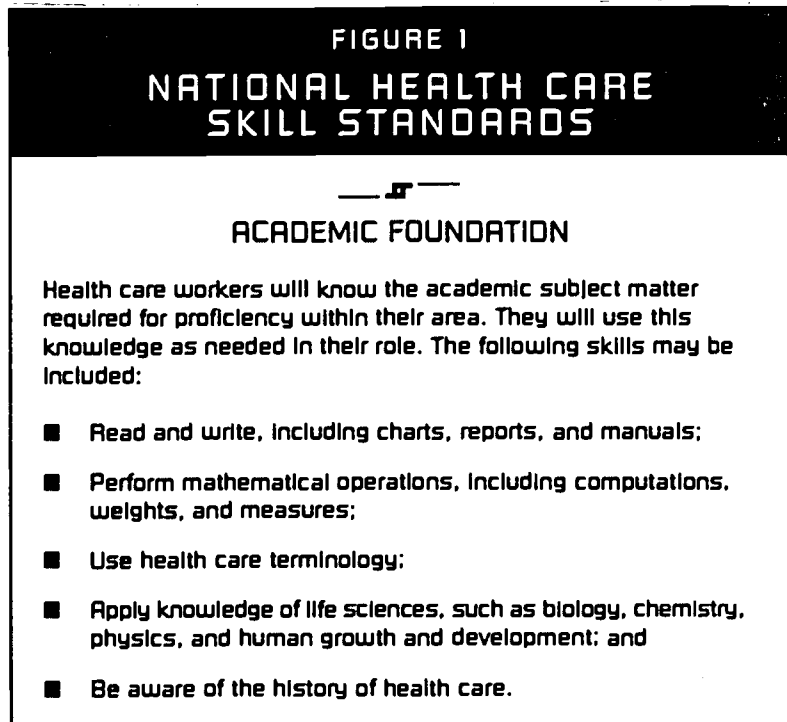 FIGURE 1
NATIONAL HEALTH CARE
SKILL STANDARDS
ACADEMIC FOUNDATION
Health care workers will know the academic subject matter
required for proficiency within their area. They will use this
knowledge as needed in their role. The following skills may be
included:
■ Read and write, including charts, reports, and manuals;
■ Perform mathematical operations, including computations,
weights, and measures;
■ Use health care terminology;
■ Apply knowledge of life sciences, such as biology, chemistry,
physics, and human growth and development; and
■ Be aware of the history of health care.